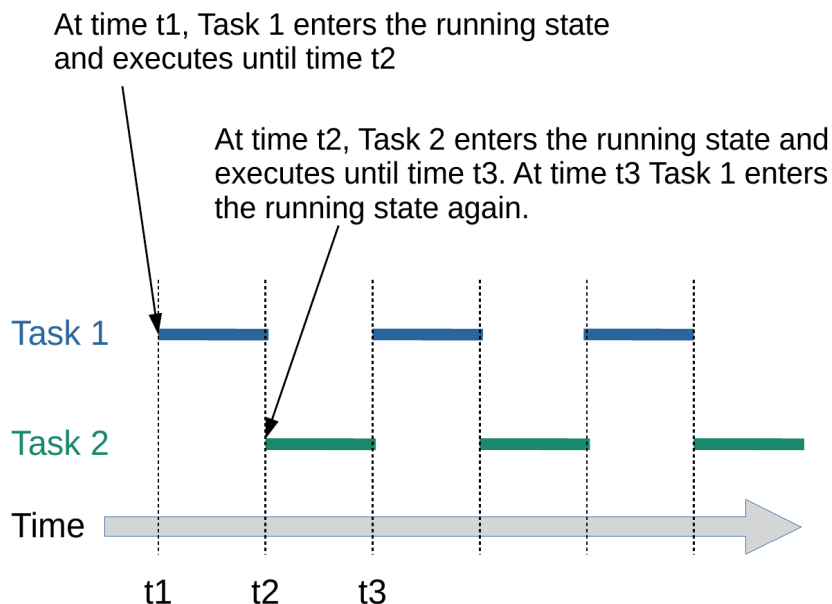 At time t1, Task 1 enters the running state
and executes until time t2
At time t2, Task 2 enters the running state and
executes until time t3. At time t3 Task 1 enters
the running state again.
Task 1
Task 2
Time
t1 t2 t3